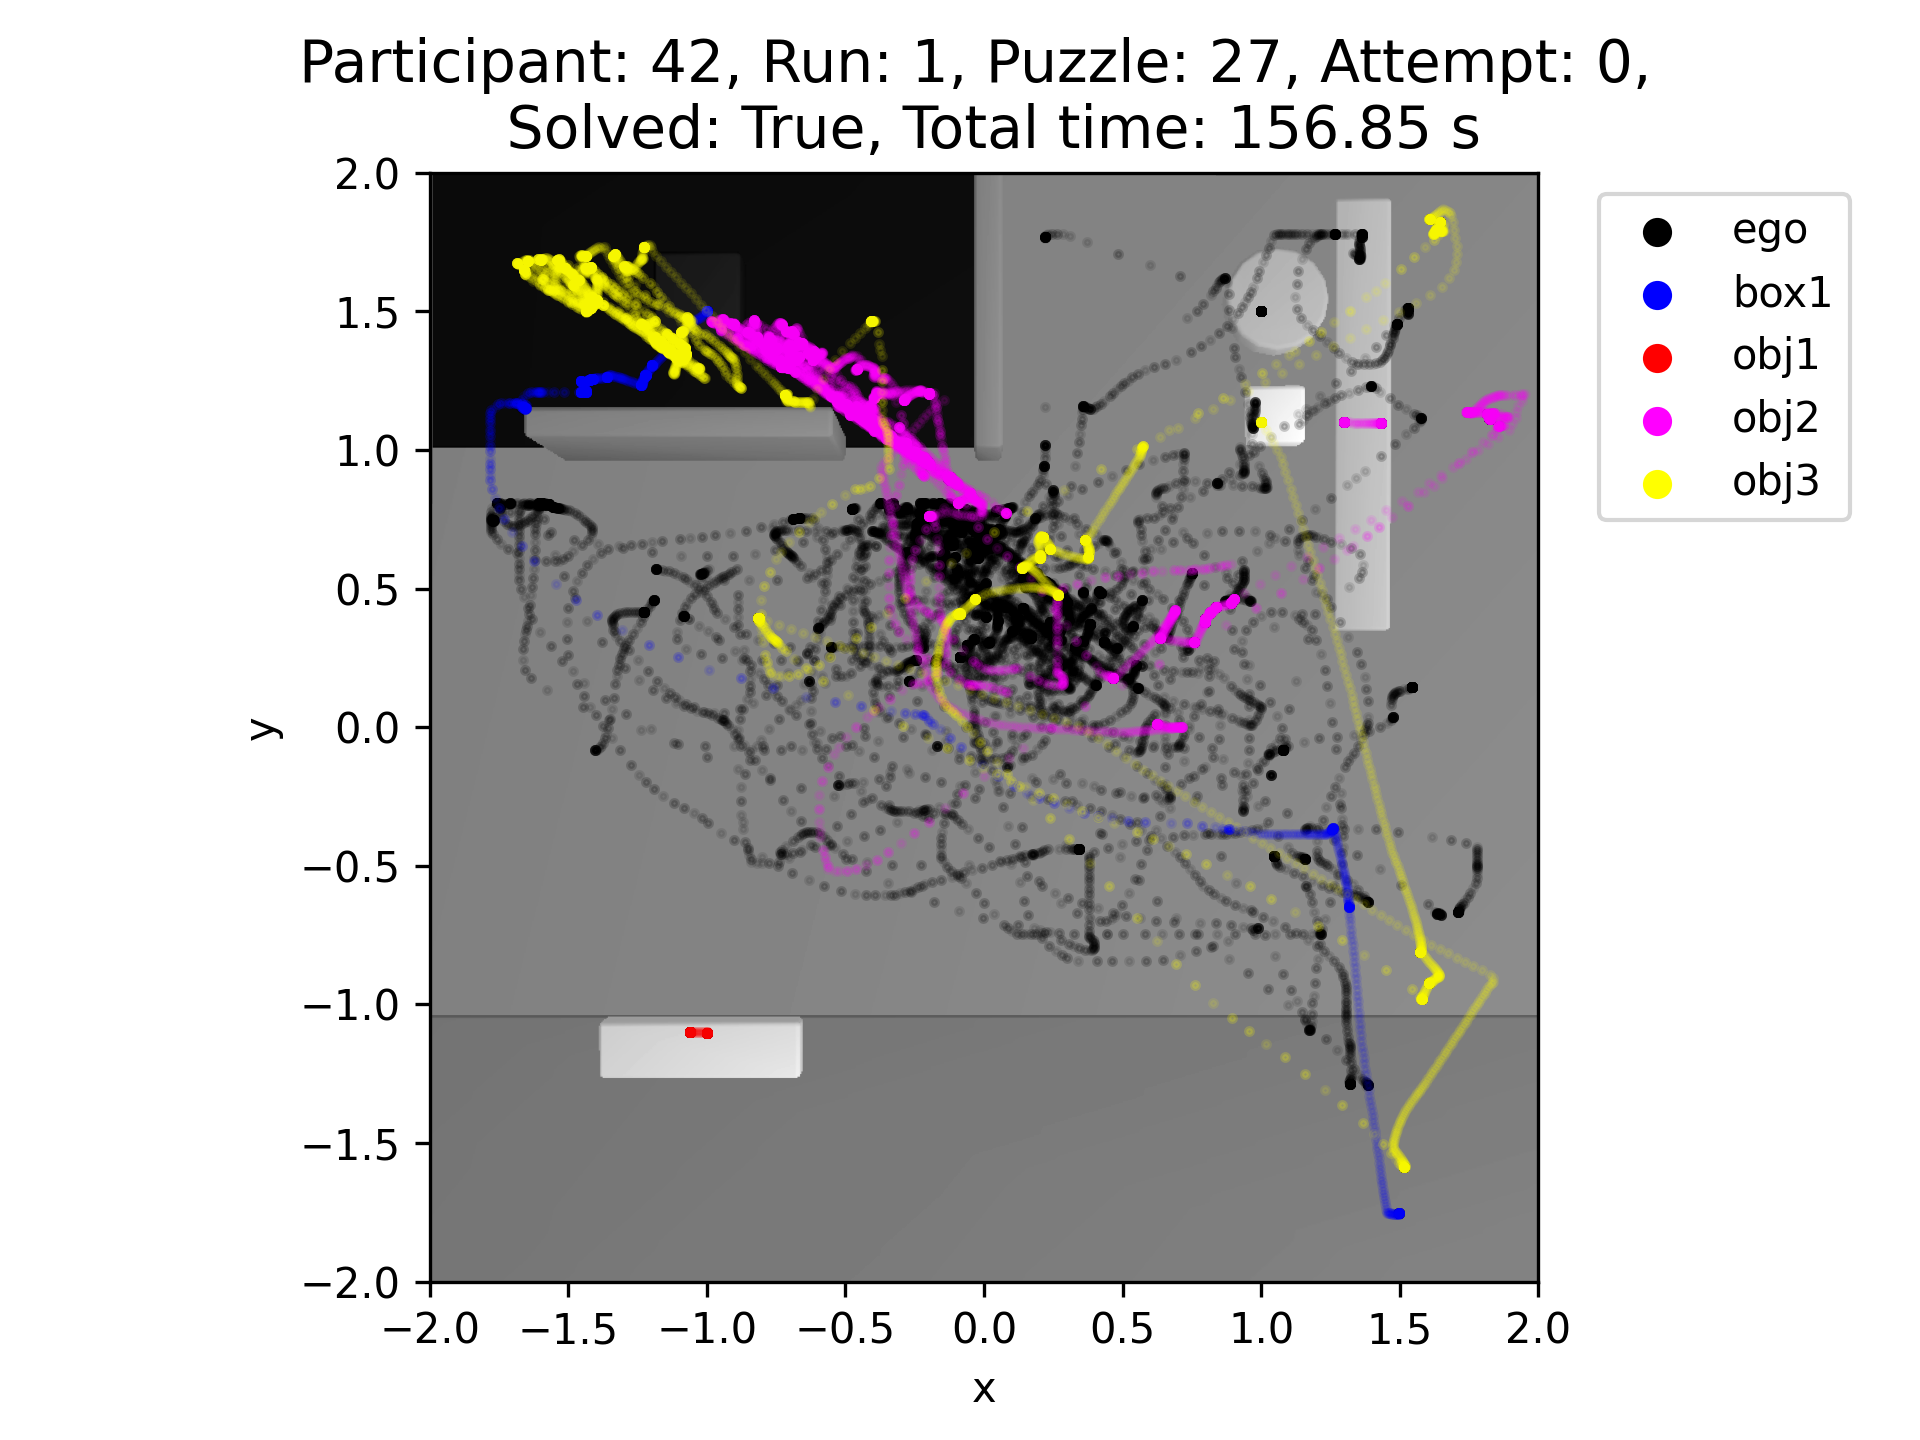 Participant: 42, Run: 1, Puzzle: 27, Attempt: 0,
Solved: True, Total time: 156.85 s
ego
box1
obj1
obj2
obj3
2.0
1.5
1.0
0.5
0.0
−0.5
−1.0
−1.5
−2.0
y
−2.0 −1.5 −1.0 −0.5 0.0 0.5 1.0 1.5 2.0
x